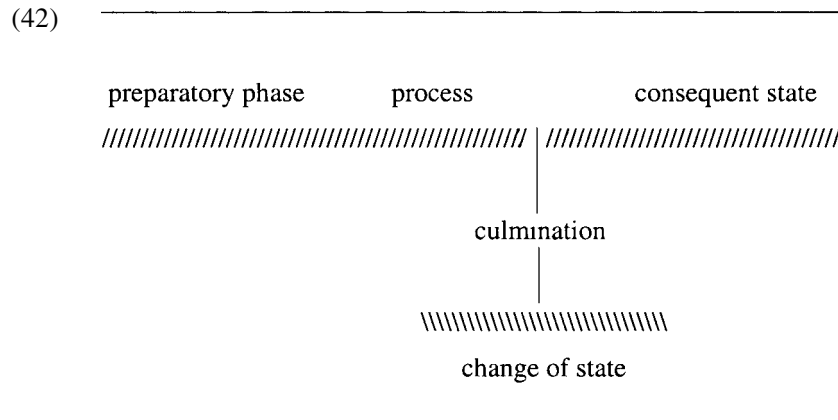 (42)
preparatory phase process consequent state
culmination
change of state